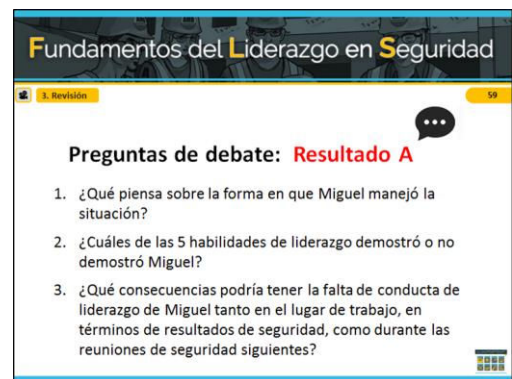 Fundamentos del Liderazgo en Seguridad
3. Revisión
59
Preguntas de debate: Resultado A
1. ¿Qué piensa sobre la forma en que Miguel manejó la
situación?
2. ¿Cuáles de las 5 habilidades de liderazgo demostró o no
demostró Miguel?
3. ¿Qué consecuencias podría tener la falta de conducta de
liderazgo de Miguel tanto en el lugar de trabajo, en
términos de resultados de seguridad, como durante las
reuniones de seguridad siguientes?